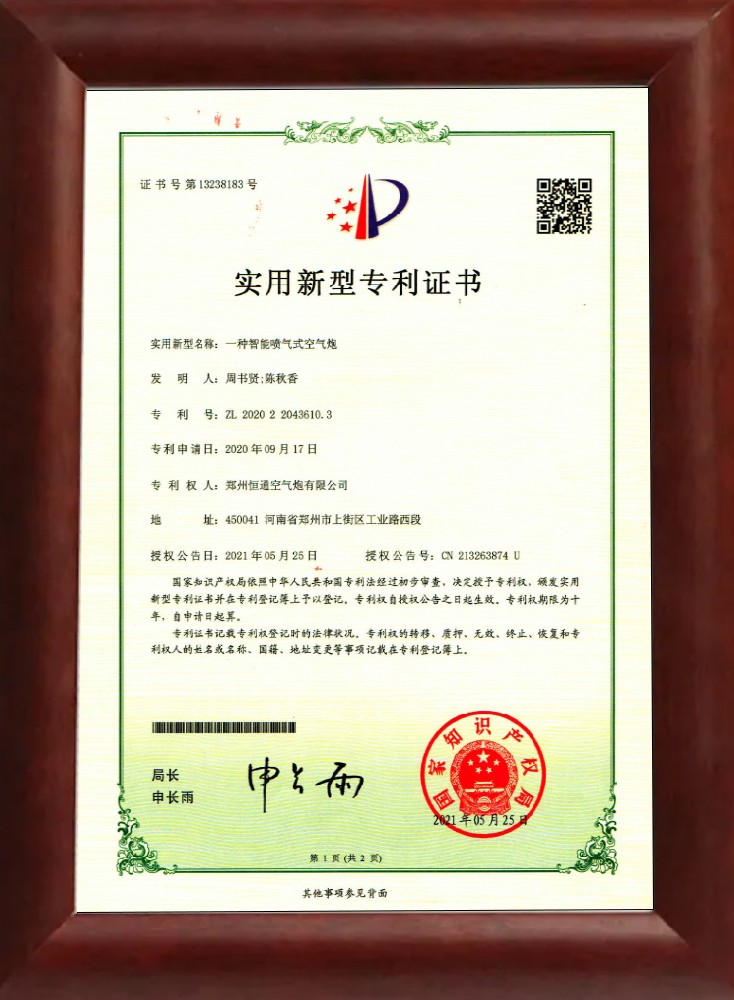 证书号第13238183号
实用新型专利证书
实用新型名称：一种智能喷气式空气炮
发 明 人：周书贤;陈秋香
专 利 号：ZL 2020 2 2043610.3
专利申请日：2020年09月17日
专 利 权 人：郑州恒通空气炮有限公司
地 址：450041 河南省郑州市上街区工业路西段
授权公告日：2021年05月25日 授权公告号：CN 213263874 U
国家知识产权局依照中华人民共和国专利法经过初步审查，决定授予专利权，颁发实用
新型专利证书并在专利登记簿上予以登记。专利权自授权公告之日起生效。专利权期限为十
年，自申请日起算。
专利证书记载专利权登记时的法律状况。专利权的转移、质押、无效、终止、恢复和专
利权人的姓名或名称、国籍、地址变更等事项记载在专利登记簿上。
局长
申长雨
申长雨
国家知识产权局
2021年05月25日
第 1 页 (共 2 页)
其他事项参见背面